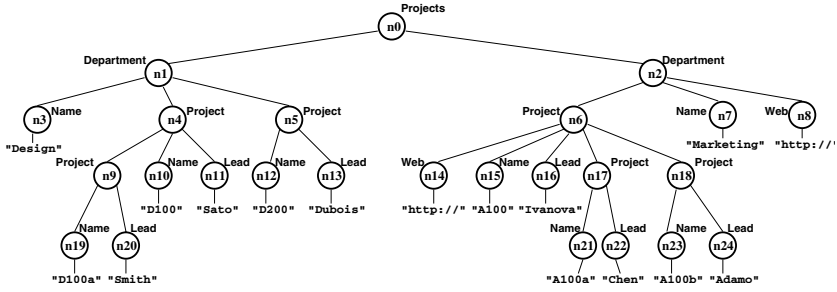 Projects
n0
Department
n1
Department
n2
n3 Name
Project
n4
Project
n5
Project
n6
Name
n7
Web
n8
"Design"
"Marketing" "http://"
Project
n9
Name
n10
Lead
n11
Name
n12
Lead
n13
Web
n14
Name
n15
Lead
n16
Project
n17
Project
n18
"D100" "Sato" "D200" "Dubois"
"http://" "A100" "Ivanova"
Name
n19
Lead
n20
Name
n21
Lead
n22
Name
n23
Lead
n24
"D100a" "Smith"
"A100a" "Chen" "A100b" "Adamo"